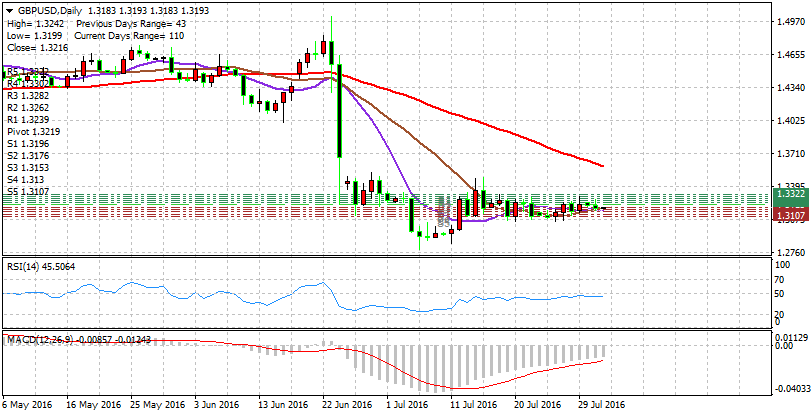 GBPUSD,Daily 1.3183 1.3193 1.3183 1.3193
High= 1.3242 Previous Days Range= 43
Low= 1.3199 Current Days Range= 110
Close= 1.3216
R3 1.3282
R2 1.3262
R1 1.3239
Pivot 1.3219
S1 1.3196
S2 1.3176
S3 1.3153
S4 1.313
S5 1.3107
1.4970
1.4655
1.4340
1.4025
1.3710
1.3395
1.3322
1.3107
1.2760
RSI(14) 45.5064
100
70
50
20
0
MACD(12,26,9) -0.00857 -0.01243
0.01129
0.00
-0.04033
6 May 2016 16 May 2016 25 May 2016 3 Jun 2016 13 Jun 2016 22 Jun 2016 1 Jul 2016 11 Jul 2016 20 Jul 2016 29 Jul 2016